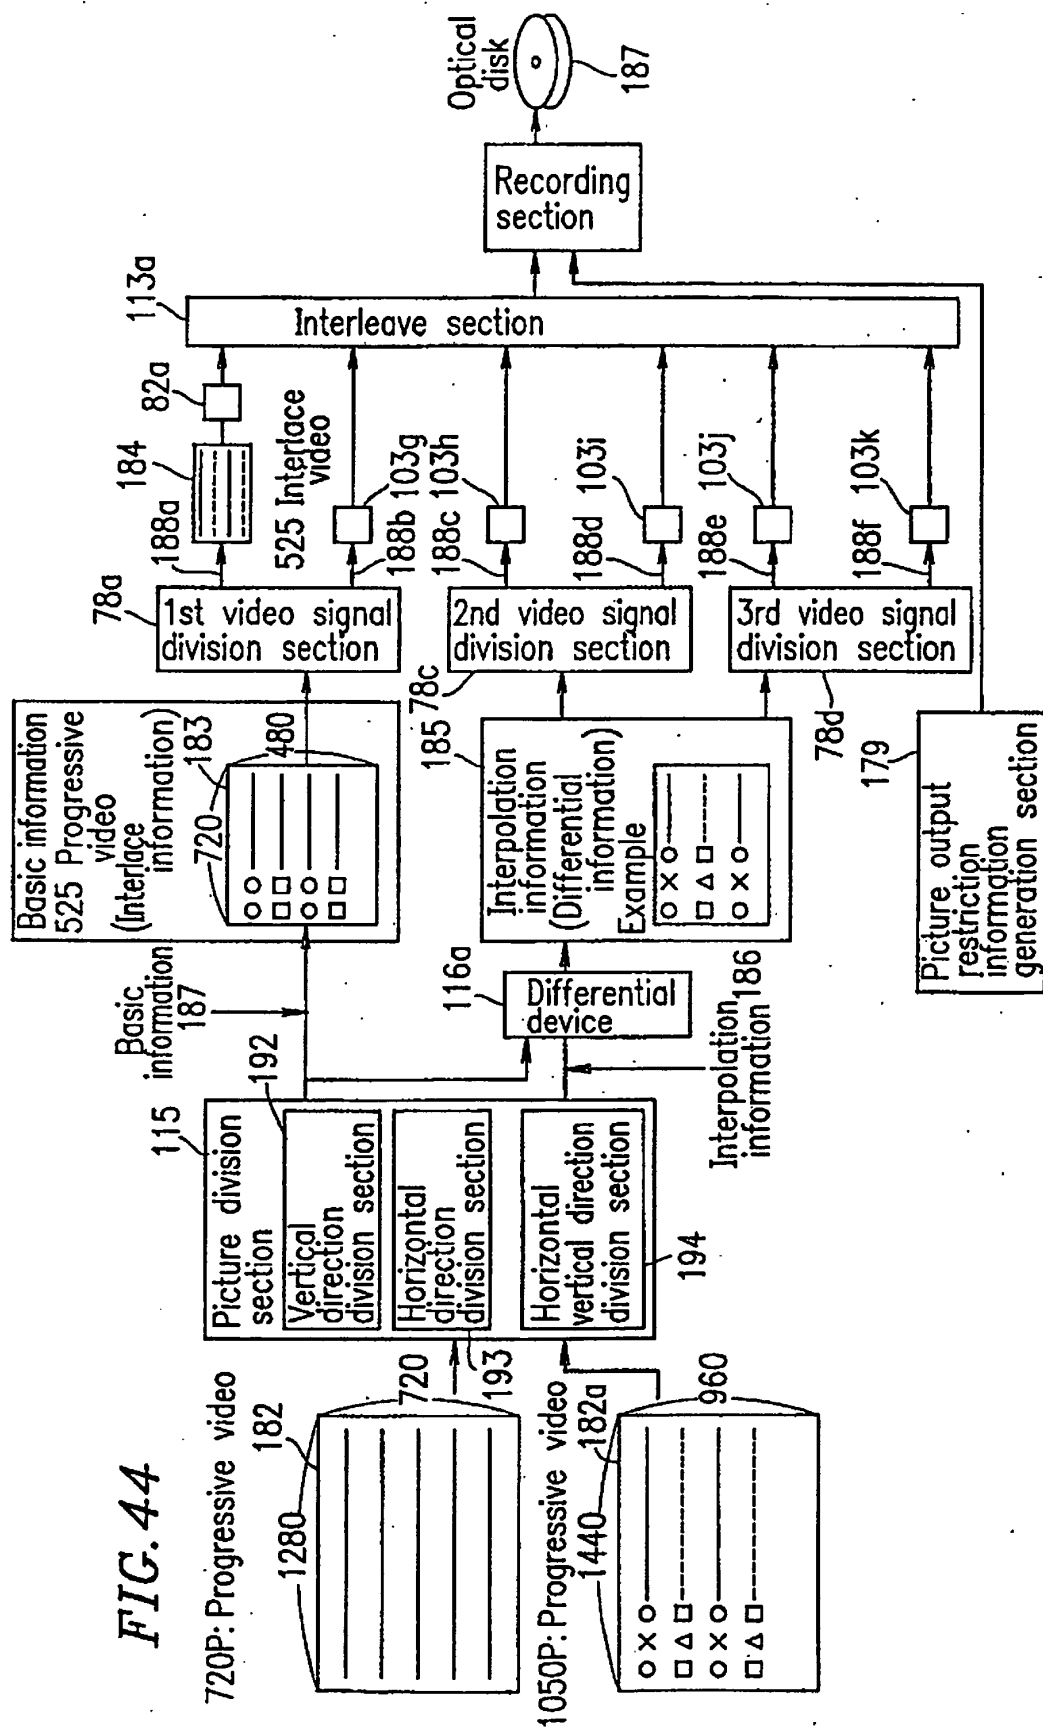 FIG. 44
720P: Progressive video
1280
182
720
1050P: Progressive video
1440
182a
960
115
Picture division
section
192
Vertical
direction
division section
Horizontal
direction
division section
193
Horizontal
vertical direction
division section
194
Basic
information
187
116a
Differential
device
Interpolation
information
186
Basic information
525 Progressive
video
(Interlace
information)
720
183
480
185
Interpolation
information
(Differential
information)
Example
179
Picture output
restriction
information
generation section
78a
1st video signal
division section
78c
2nd video signal
division section
78d
3rd video signal
division section
188a
184
82a
525 Interlace
video
188b
103g
188c
103h
188d
103i
188e
103j
188f
103k
113a
Interleave section
Recording
section
Optical
disk
187